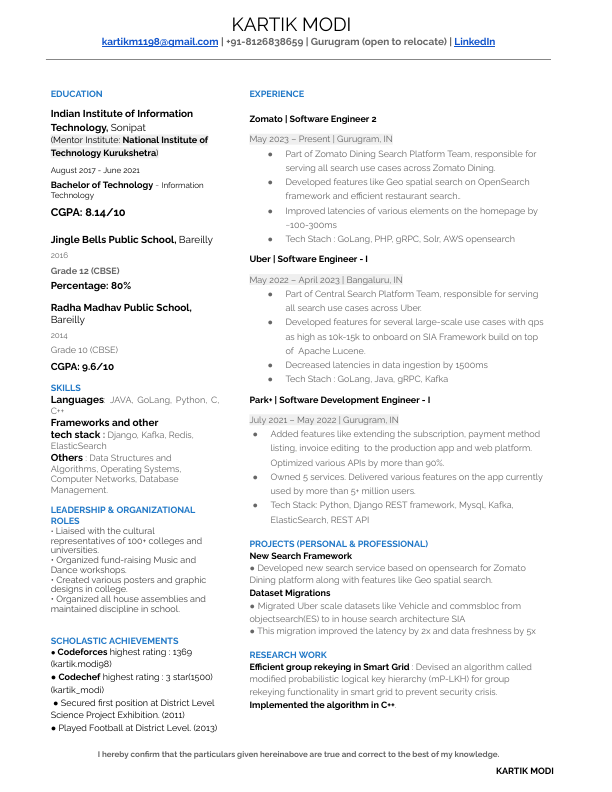 KARTIK MODI
kartikm1198@gmail.com | +91-8126838659 | Gurugram (open to relocate) | LinkedIn
EDUCATION
Indian Institute of Information
Technology, Sonipat
(Mentor Institute: National Institute of
Technology Kurukshetra)
August 2017 - June 2021
Bachelor of Technology - Information
Technology
CGPA: 8.14/10
Jingle Bells Public School, Bareilly
2016
Grade 12 (CBSE)
Percentage: 80%
Radha Madhav Public School,
Bareilly
2014
Grade 10 (CBSE)
CGPA: 9.6/10
SKILLS
Languages: JAVA, GoLang, Python, C,
C++
Frameworks and other
tech stack : Django, Kafka, Redis,
ElasticSearch
Others : Data Structures and
Algorithms, Operating Systems,
Computer Networks, Database
Management.
LEADERSHIP & ORGANIZATIONAL
ROLES
• Liaised with the cultural
representatives of 100+ colleges and
universities.
• Organized fund-raising Music and
Dance workshops.
• Created various posters and graphic
designs in college.
• Organized all house assemblies and
maintained discipline in school.
SCHOLASTIC ACHIEVEMENTS
● Codeforces highest rating : 1369
(kartik.modi98)
● Codechef highest rating : 3 star(1500)
(kartik_modi)
● Secured first position at District Level
Science Project Exhibition. (2011)
● Played Football at District Level. (2013)
EXPERIENCE
Zomato | Software Engineer 2
May 2023 – Present | Gurugram, IN
● Part of Zomato Dining Search Platform Team, responsible for
serving all search use cases across Zomato Dining.
● Developed features like Geo spatial search on OpenSearch
framework and efficient restaurant search,.
● Improved latencies of various elements on the homepage by
~100-300ms
● Tech Stach : GoLang, PHP, gRPC, Solr, AWS opensearch
Uber | Software Engineer - I
May 2022 – April 2023 | Bangaluru, IN
● Part of Central Search Platform Team, responsible for serving
all search use cases across Uber.
● Developed features for several large-scale use cases with qps
as high as 10k-15k to onboard on SIA Framework build on top
of Apache Lucene.
● Decreased latencies in data ingestion by 1500ms
● Tech Stach : GoLang, Java, gRPC, Kafka
Park+ | Software Development Engineer - I
July 2021 – May 2022 | Gurugram, IN
● Added features like extending the subscription, payment method
listing, invoice editing to the production app and web platform.
Optimized various APIs by more than 90%.
● Owned 5 services. Delivered various features on the app currently
used by more than 5+ million users.
● Tech Stack: Python, Django REST framework, Mysql, Kafka,
ElasticSearch, REST API
PROJECTS (PERSONAL & PROFESSIONAL)
New Search Framework
● Developed new search service based on opensearch for Zomato
Dining platform along with features like Geo spatial search.
Dataset Migrations
● Migrated Uber scale datasets like Vehicle and commsbloc from
objectsearch(ES) to in house search architecture SIA
● This migration improved the latency by 2x and data freshness by 5x
RESEARCH WORK
Efficient group rekeying in Smart Grid : Devised an algorithm called
modified probabilistic logical key hierarchy (mP-LKH) for group
rekeying functionality in smart grid to prevent security crisis.
Implemented the algorithm in C++.
I hereby confirm that the particulars given hereinabove are true and correct to the best of my knowledge.
KARTIK MODI